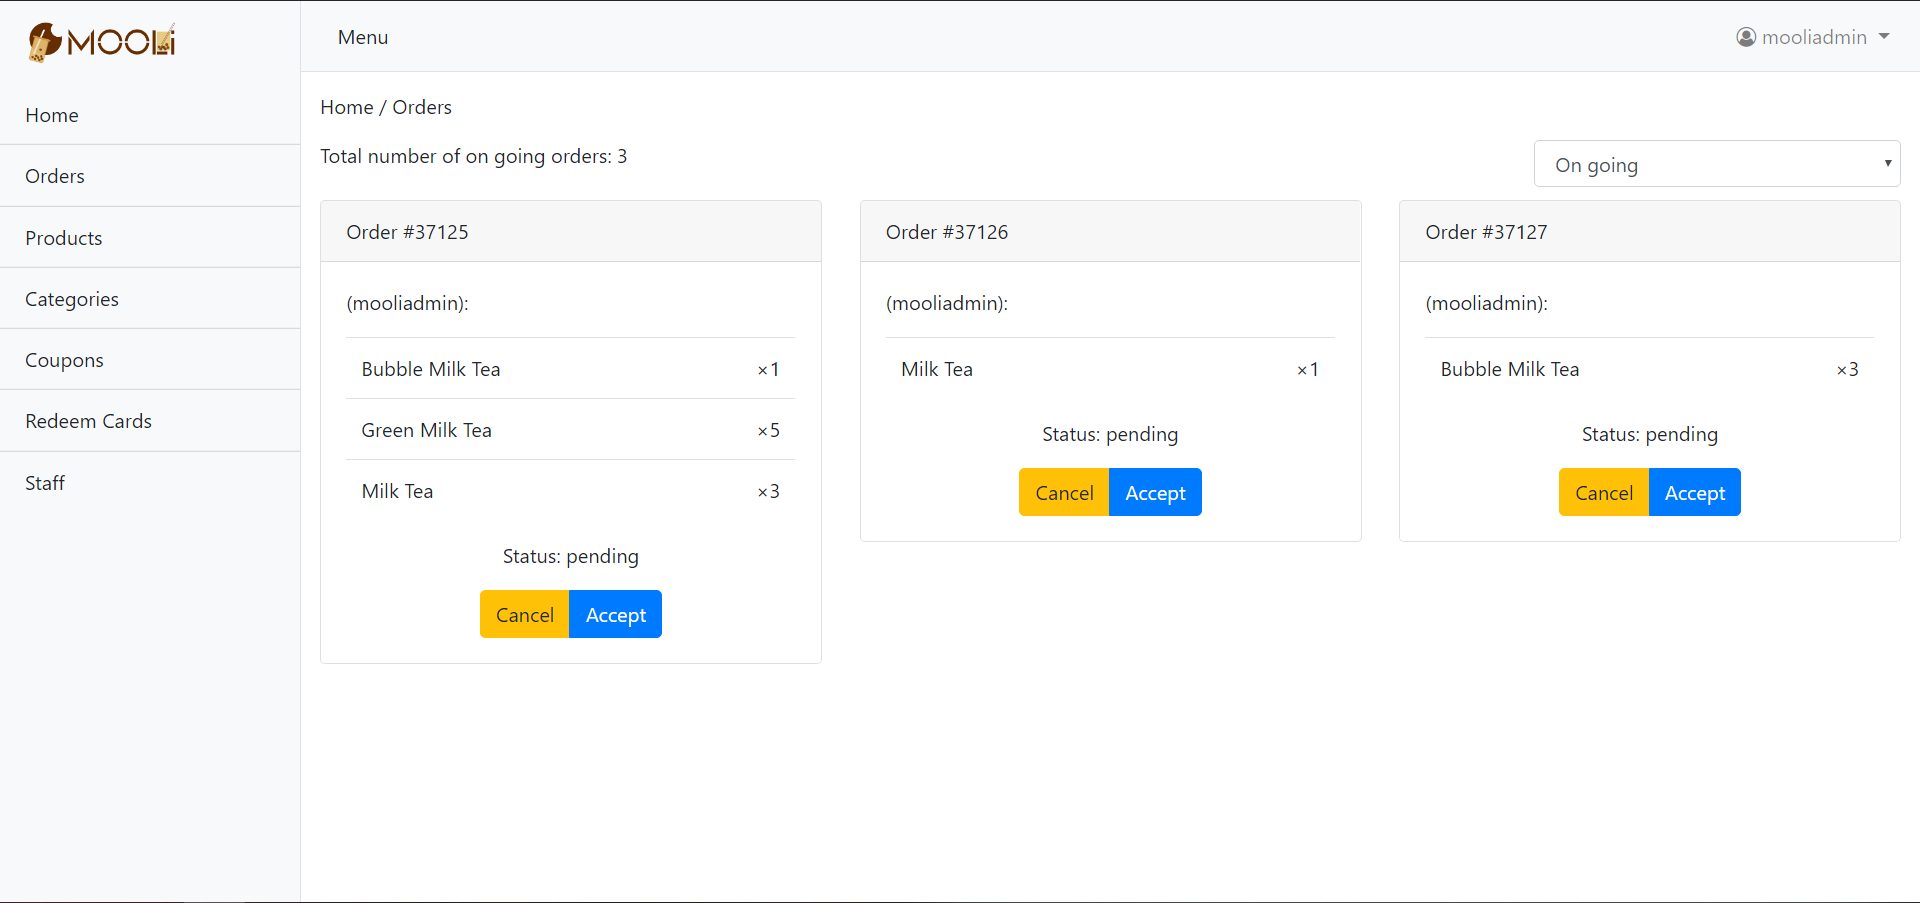 MOOLi
Menu
mooliadmin
Home
Orders
Products
Categories
Coupons
Redeem Cards
Staff
Home / Orders
Total number of on going orders: 3
On going
Order #37125
(mooliadmin):
Bubble Milk Tea ×1
Green Milk Tea ×5
Milk Tea ×3
Status: pending
Cancel Accept
Order #37126
(mooliadmin):
Milk Tea ×1
Status: pending
Cancel Accept
Order #37127
(mooliadmin):
Bubble Milk Tea ×3
Status: pending
Cancel Accept